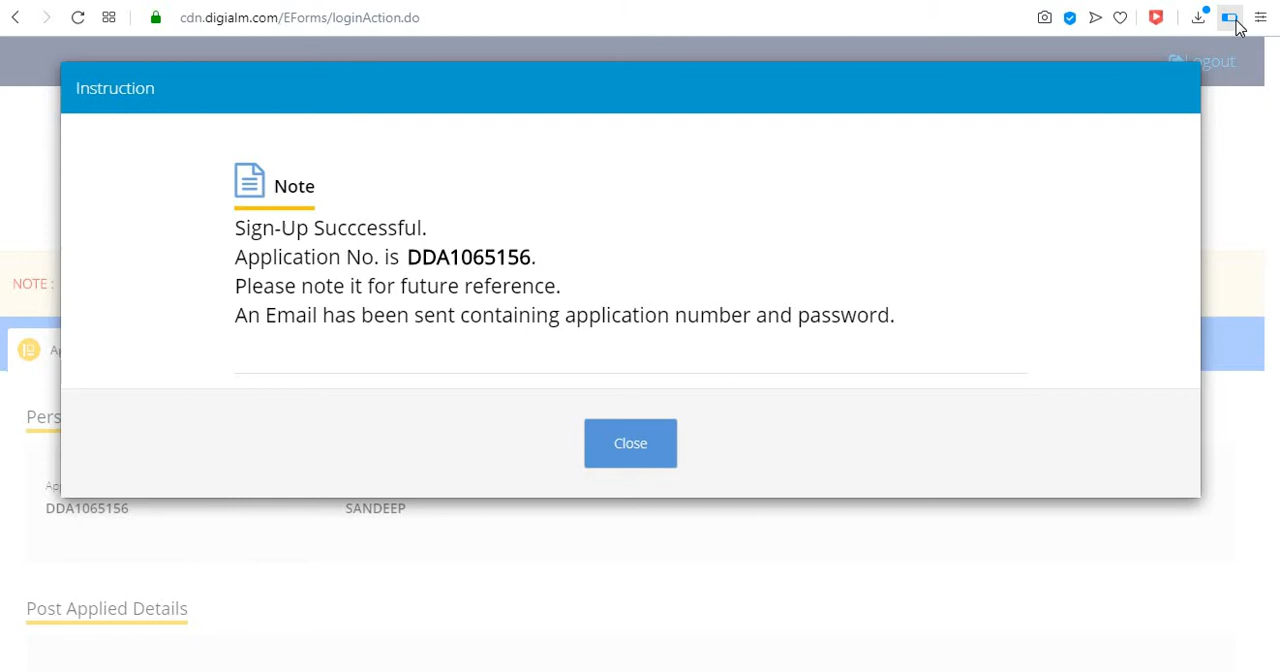 cdn.digialm.com/EForms/loginAction.do
Logout
Instruction
Note
Sign-Up Succcessful.
Application No. is DDA1065156.
Please note it for future reference.
An Email has been sent containing application number and password.
NOTE :
Ap
Close
Pers
Ap
DDA1065156
SANDEEP
Post Applied Details